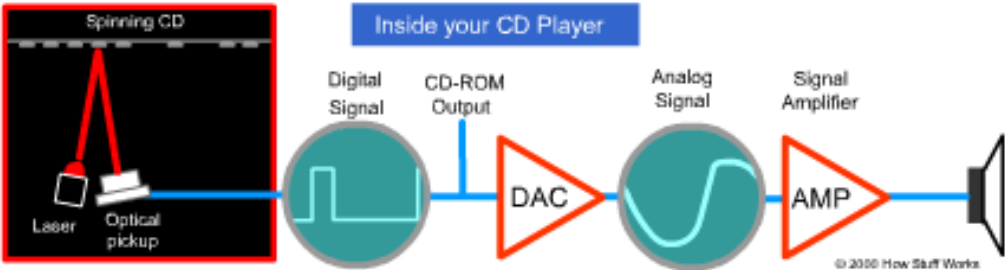 Spinning CD
Inside your CD Player
Digital
Signal
CD-ROM
Output
Analog
Signal
Signal
Amplifier
DAC
AMP
Laser
Optical
pickup
© 2000 How Stuff Works